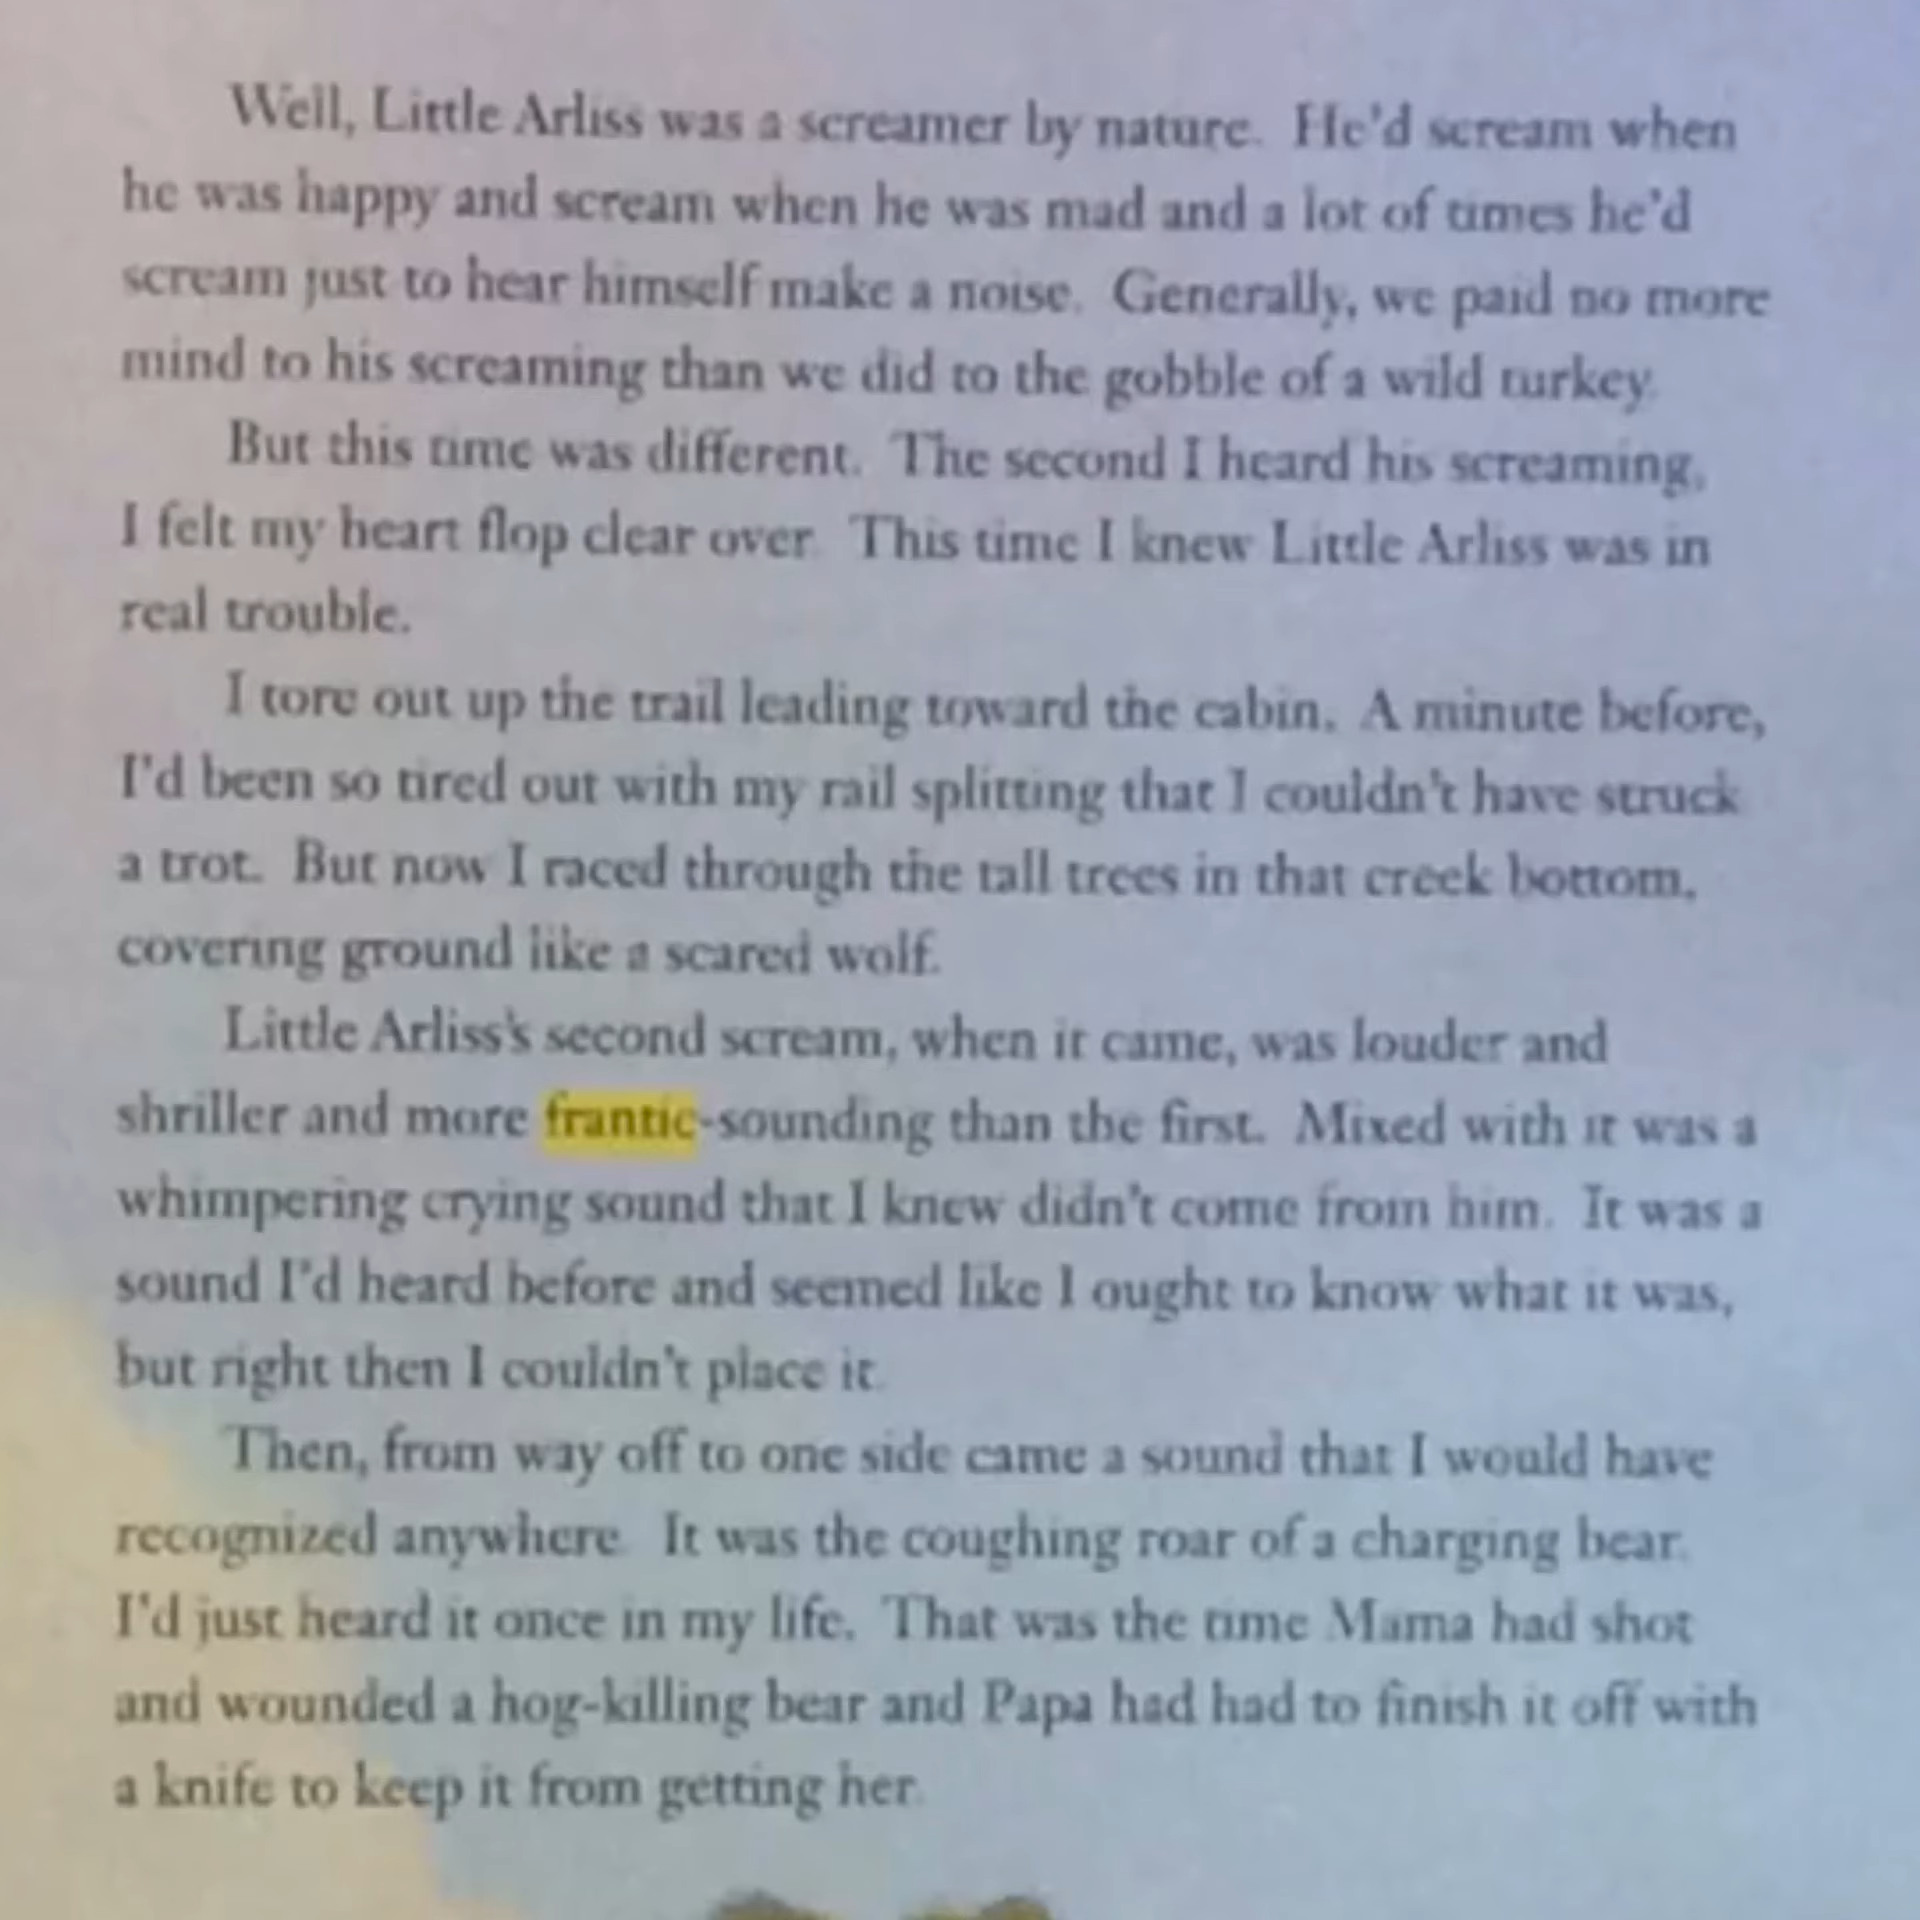 Well, Little Arliss was a screamer by nature. He'd scream when
he was happy and scream when he was mad and a lot of times he'd
scream just to hear himself make a noise. Generally, we paid no more
mind to his screaming than we did to the gobble of a wild turkey.
But this time was different. The second I heard his screaming,
I felt my heart flop clear over. This time I knew Little Arliss was in
real trouble.
I tore out up the trail leading toward the cabin. A minute before,
I'd been so tired out with my rail splitting that I couldn't have struck
a trot. But now I raced through the tall trees in that creek bottom,
covering ground like a scared wolf.
Little Arliss's second scream, when it came, was louder and
shriller and more frantic-sounding than the first. Mixed with it was a
whimpering crying sound that I knew didn't come from him. It was a
sound I'd heard before and seemed like I ought to know what it was,
but right then I couldn't place it.
Then, from way off to one side came a sound that I would have
recognized anywhere. It was the coughing roar of a charging bear.
I'd just heard it once in my life. That was the time Mama had shot
and wounded a hog-killing bear and Papa had had to finish it off with
a knife to keep it from getting her.